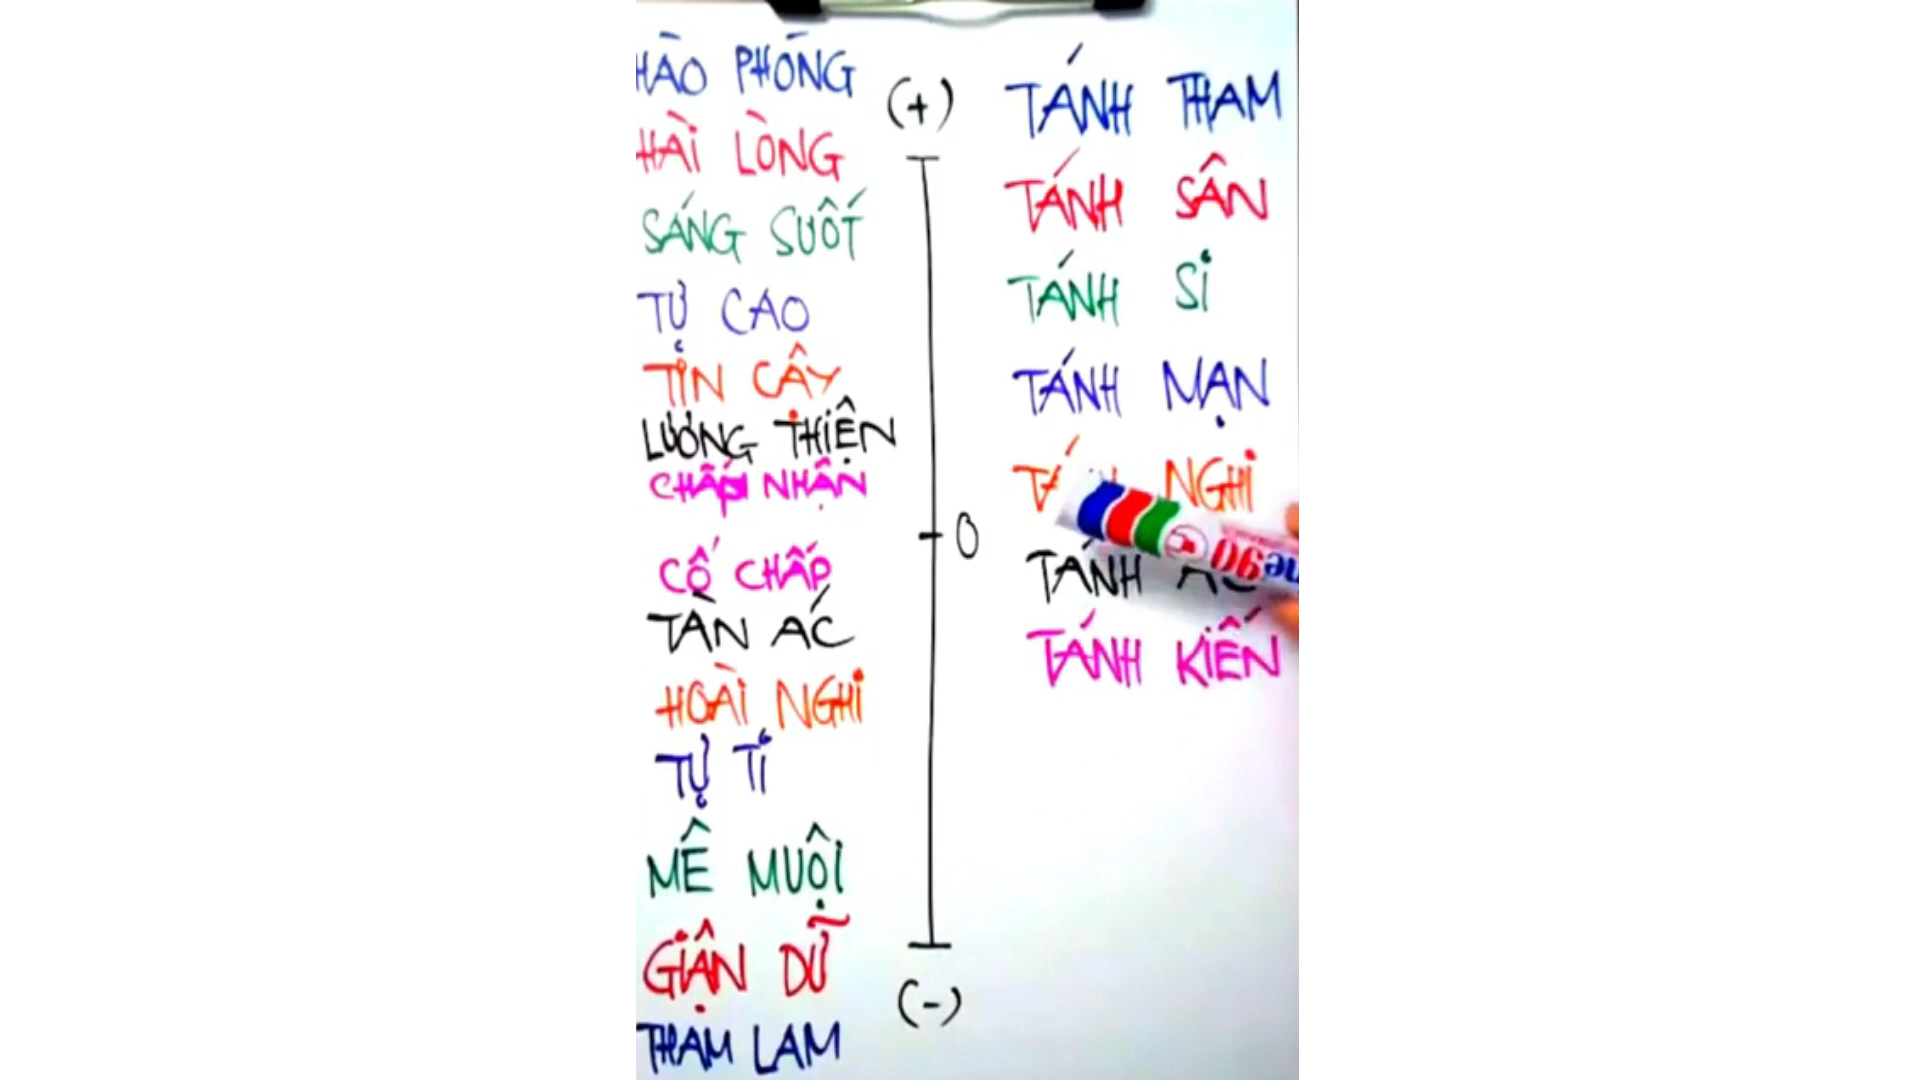 HÀO PHÓNG
HÀI LÒNG
SÁNG SUỐT
TỰ CAO
TIN CẬY
LƯƠNG THIỆN
CHẤP NHẬN
CỐ CHẤP
TÀN ÁC
HOÀI NGHI
TỰ TI
MÊ MUỘI
GIẬN DỮ
THAM LAM
(+)
0
(-)
TÁNH THAM
TÁNH SÂN
TÁNH SI
TÁNH MẠN
NGHI
TÁNH
TÁNH KIẾN
90